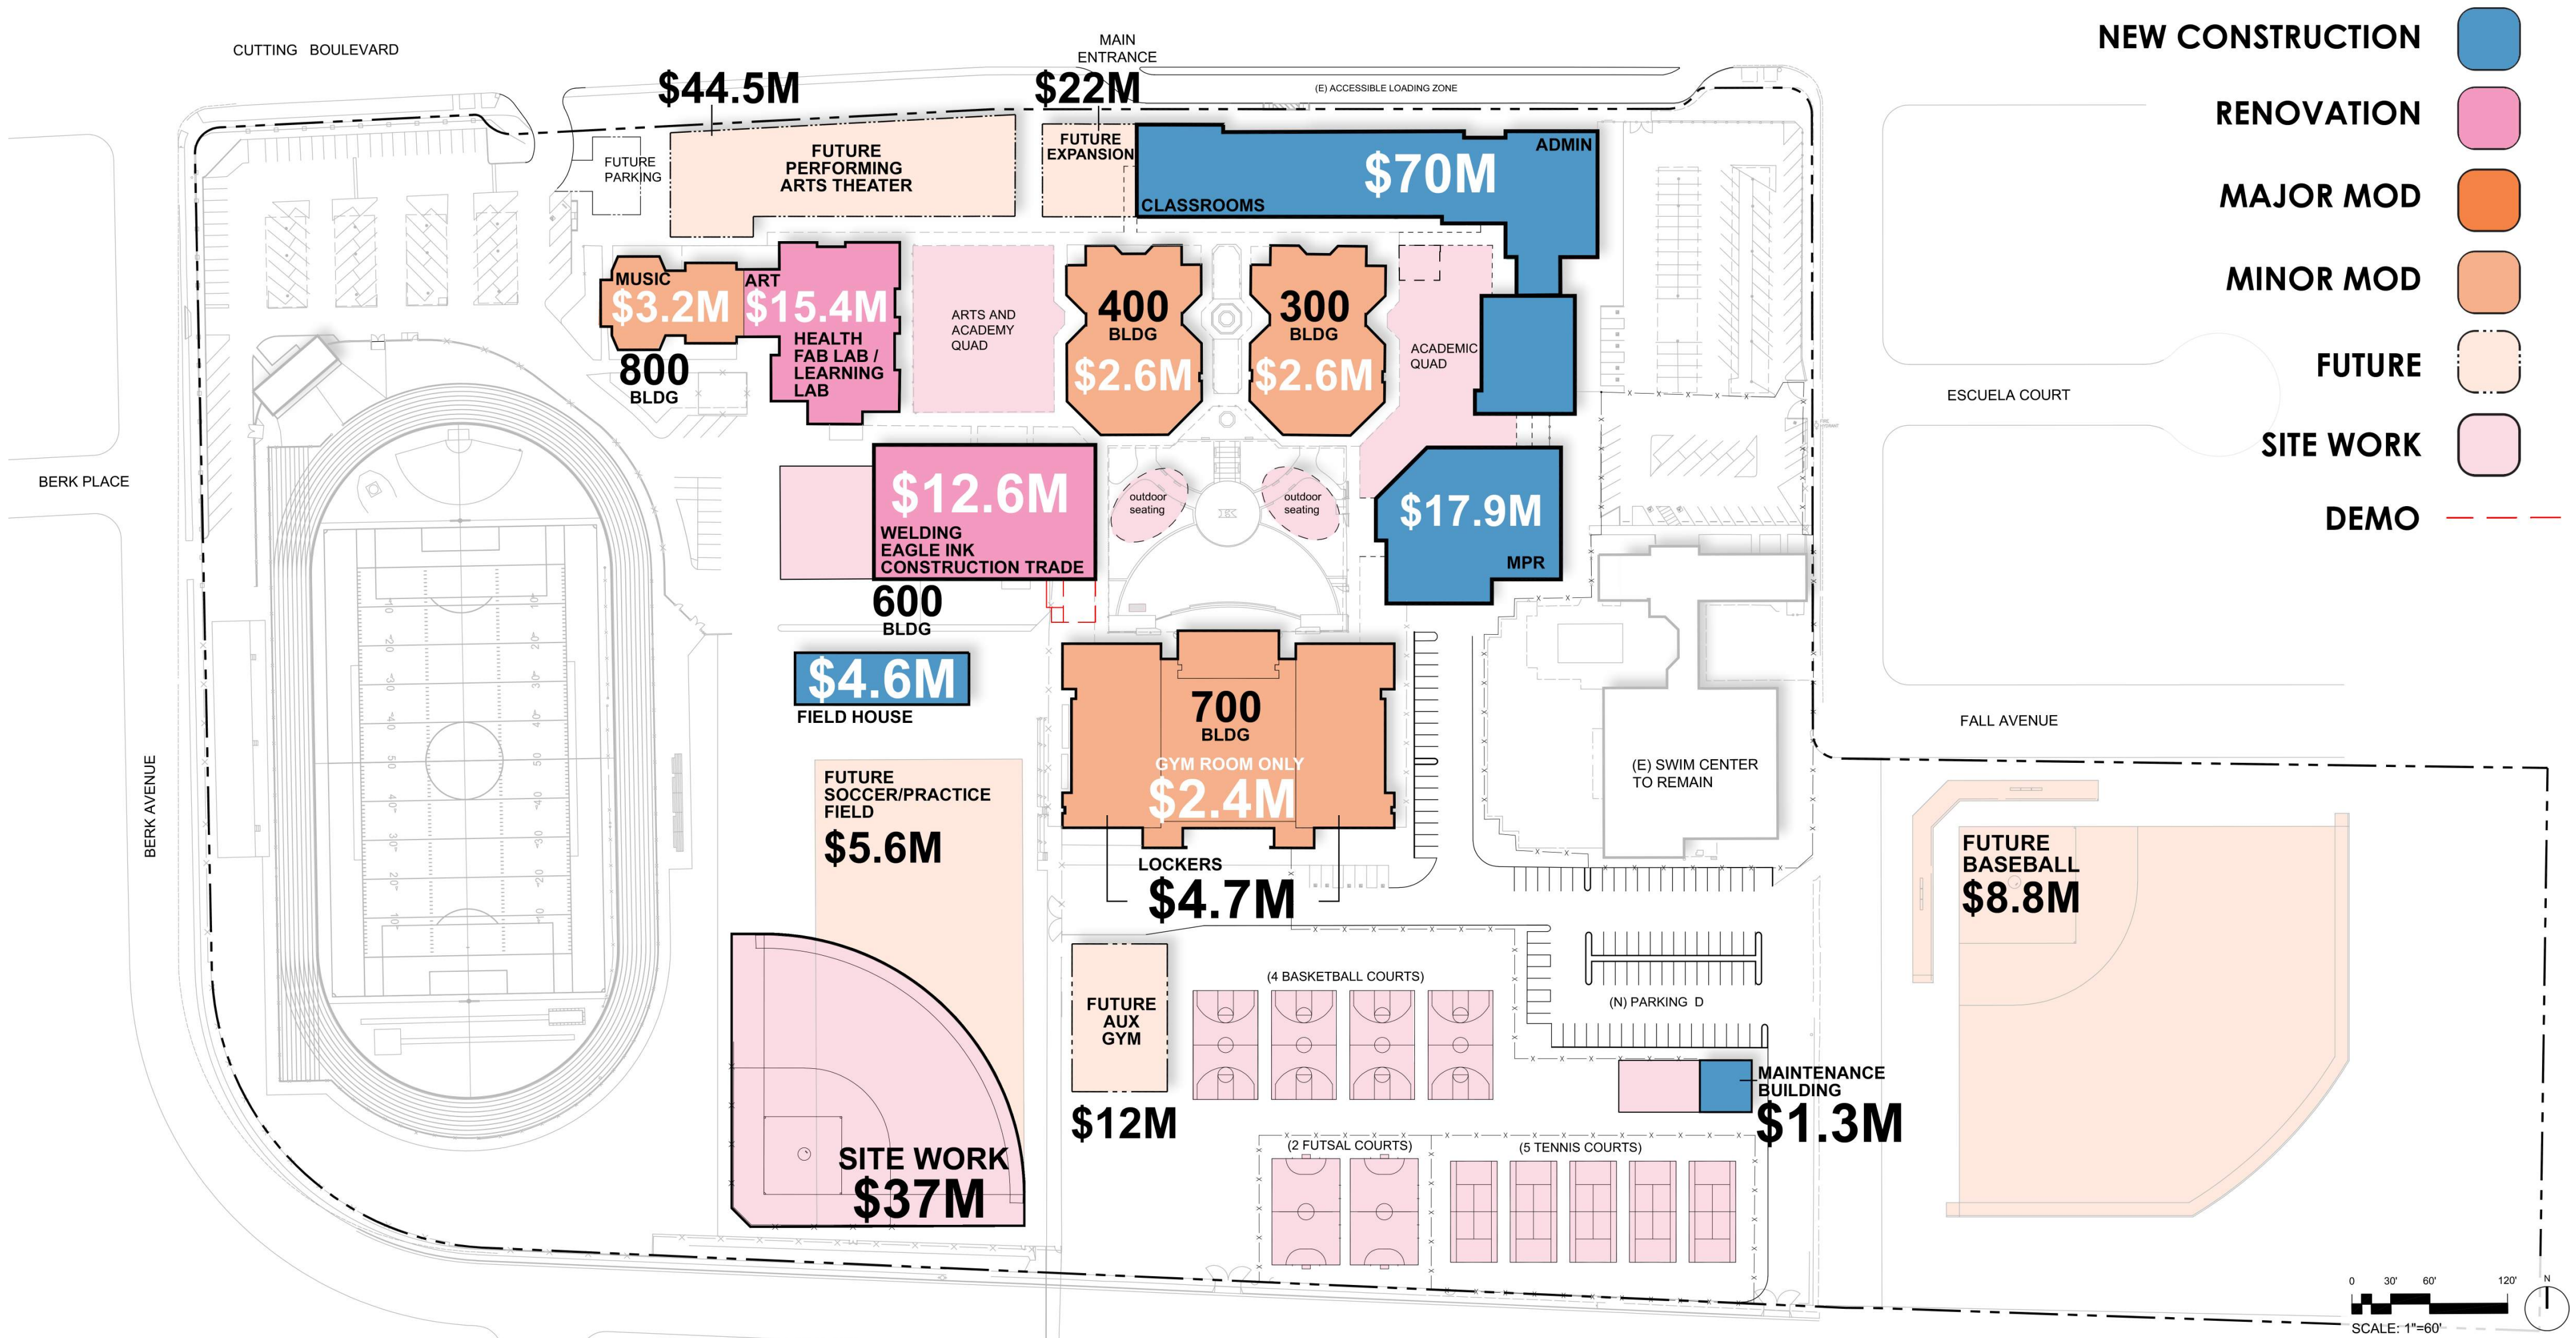 CUTTING BOULEVARD
MAIN
ENTRANCE
$44.5M
$22M
(E) ACCESSIBLE LOADING ZONE
NEW CONSTRUCTION
RENOVATION
MAJOR MOD
MINOR MOD
FUTURE
SITE WORK
DEMO
FUTURE
PARKING
FUTURE
PERFORMING
ARTS THEATER
FUTURE
EXPANSION
ADMIN
$70M
CLASSROOMS
MUSIC
$3.2M
800
BLDG
ART
$15.4M
HEALTH
FAB LAB /
LEARNING
LAB
ARTS AND
ACADEMY
QUAD
400
BLDG
$2.6M
300
BLDG
$2.6M
ACADEMIC
QUAD
ESCUELA COURT
BERK PLACE
$12.6M
WELDING
EAGLE INK
CONSTRUCTION TRADE
600
BLDG
outdoor
seating
outdoor
seating
K
$17.9M
MPR
$4.6M
FIELD HOUSE
700
BLDG
GYM ROOM ONLY
$2.4M
LOCKERS
$4.7M
(E) SWIM CENTER
TO REMAIN
FALL AVENUE
BERK AVENUE
FUTURE
SOCCER/PRACTICE
FIELD
$5.6M
FUTURE
BASEBALL
$8.8M
SITE WORK
$37M
FUTURE
AUX
GYM
$12M
(4 BASKETBALL COURTS)
(N) PARKING D
MAINTENANCE
BUILDING
$1.3M
(2 FUTSAL COURTS)
(5 TENNIS COURTS)
0 30' 60' 120'
N
SCALE: 1"=60'